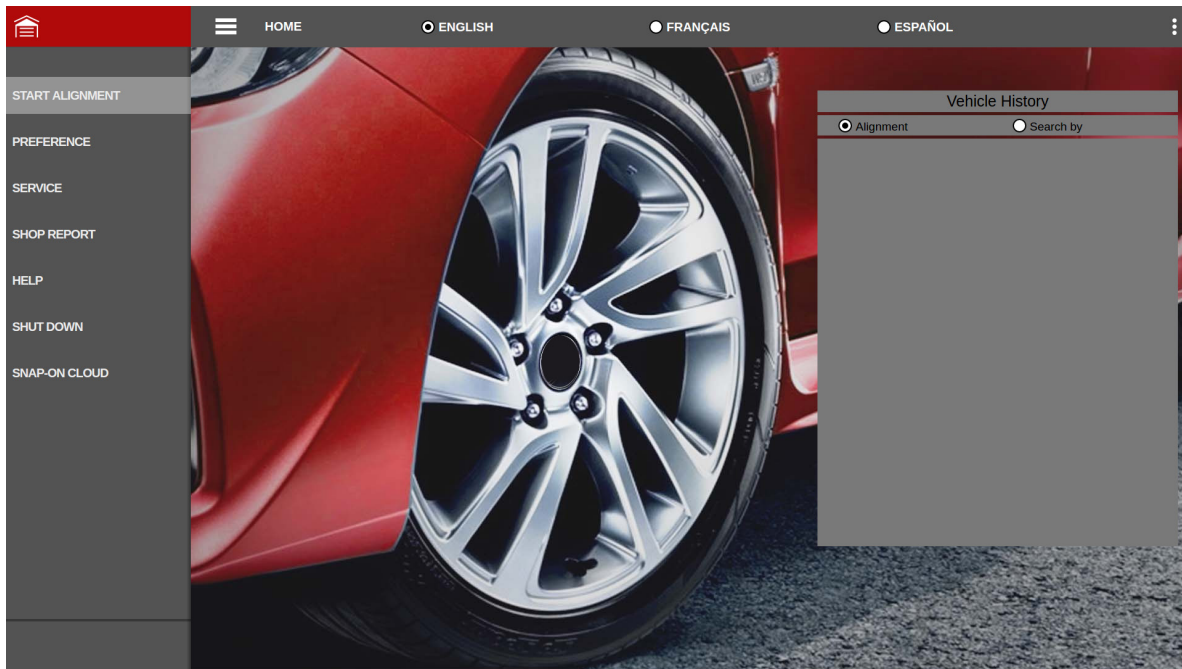 HOME
ENGLISH
FRANÇAIS
ESPAÑOL
START ALIGNMENT
PREFERENCE
SERVICE
SHOP REPORT
HELP
SHUT DOWN
SNAP-ON CLOUD
Vehicle History
Alignment
Search by